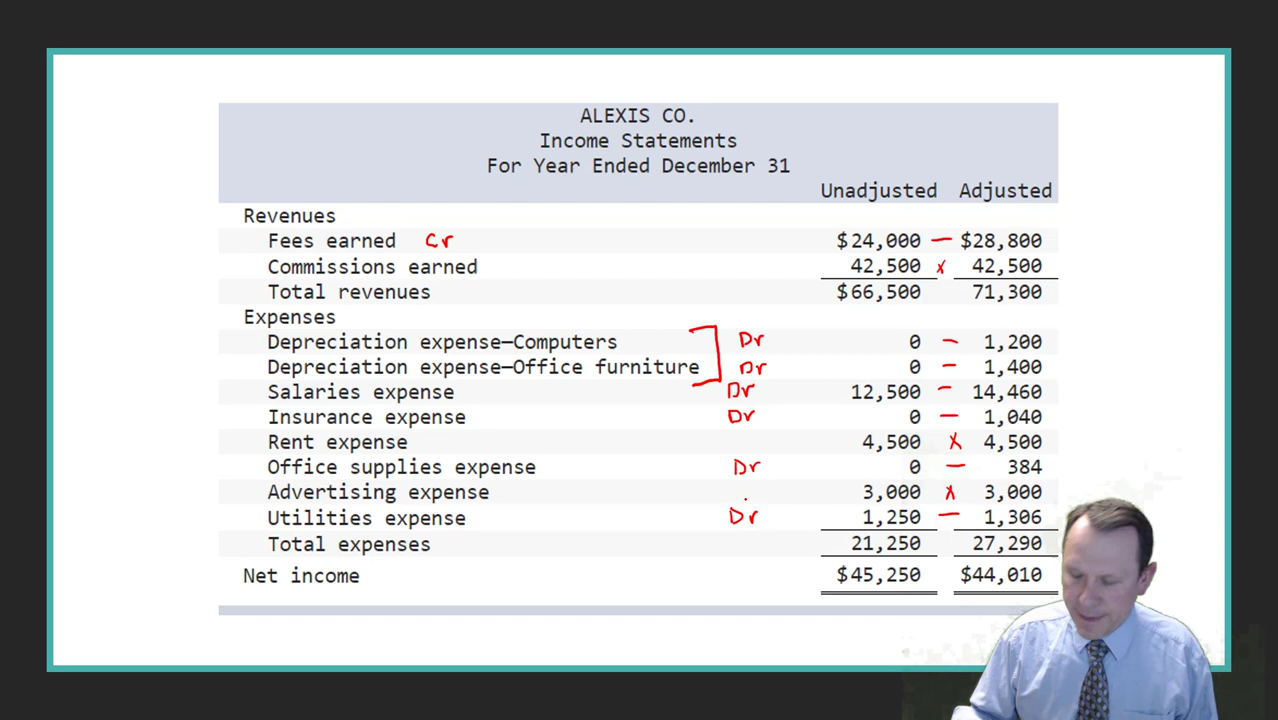 ALEXIS CO.
Income Statements
For Year Ended December 31
Unadjusted Adjusted
Revenues
Fees earned Cr $24,000 – $28,800
Commissions earned 42,500 x 42,500
Total revenues $66,500 71,300
Expenses
Depreciation expense—Computers Dr 0 – 1,200
Depreciation expense—Office furniture Dr 0 – 1,400
Salaries expense Dr 12,500 – 14,460
Insurance expense Dr 0 – 1,040
Rent expense 4,500 x 4,500
Office supplies expense Dr 0 – 384
Advertising expense 3,000 x 3,000
Utilities expense Dr 1,250 – 1,306
Total expenses 21,250 27,290
Net income $45,250 $44,010